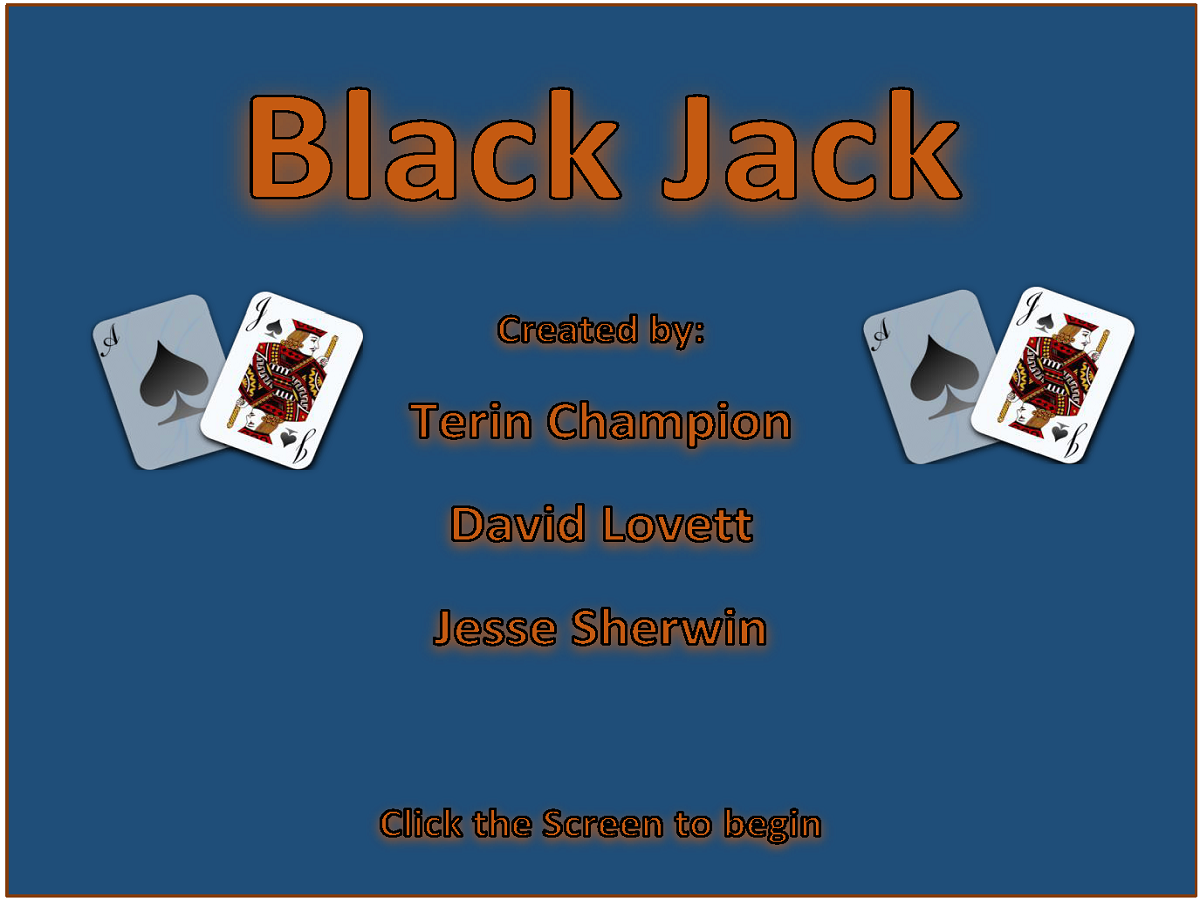 Black Jack
A J
A J
Created by:
Terin Champion
J
J
David Lovett
Jesse Sherwin
Click the Screen to begin